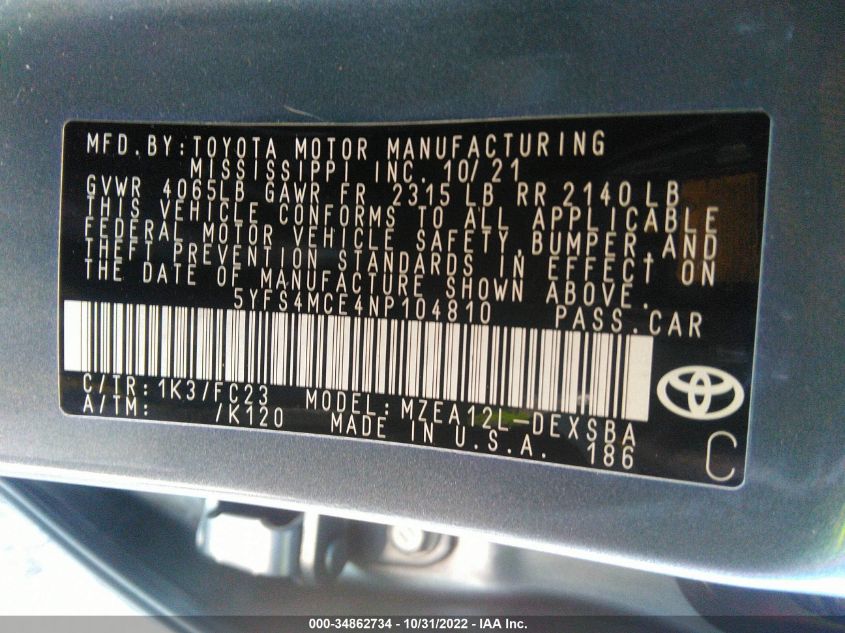 MFD. BY: TOYOTA MOTOR MANUFACTURING
MISSISSIPPI INC. 10/21
GVWR 4065LB GAWR FR 2315 LB RR 2140 LB
THIS VEHICLE CONFORMS TO ALL APPLICABLE
FEDERAL MOTOR VEHICLE SAFETY, BUMPER, AND
THEFT PREVENTION STANDARDS IN EFFECT ON
THE DATE OF MANUFACTURE SHOWN ABOVE.
5YFS4MCE4NP104810 PASS. CAR
C/TR: 1K3/FC23 MODEL: MZEA12L-DEXSBA
A/TM: /K120 MADE IN U.S.A. 186
C
000-34862734 - 10/31/2022 - IAA Inc.